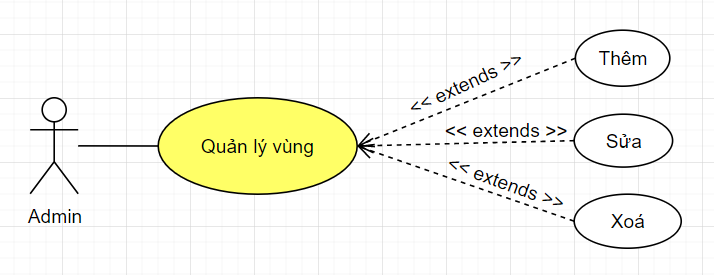 Thêm
<< extends >>
Quản lý vùng
<< extends >>
Sửa
<< extends >>
Xoá
Admin